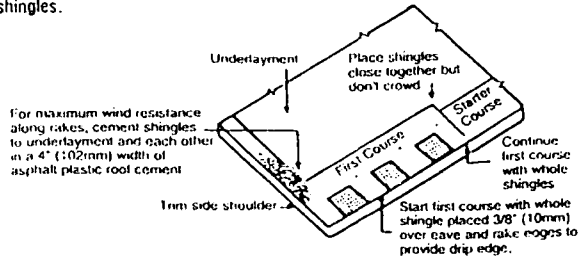 shingles.
Underlayment
Place shingles
close together but
don't crowd
Starter
Course
For maximum wind resistance
along rakes, cement shingles
to underlayment and each other
in a 4" (102mm) width of
asphalt plastic roof cement
First Course
Continue
first course
with whole
shingles
Trim side shoulder
Start first course with whole
shingle placed 3/8" (10mm)
over eave and rake edges to
provide drip edge.